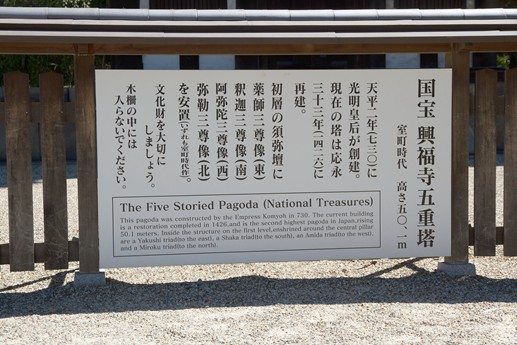 国宝 興福寺五重塔
室町時代 高さ五〇・一m
天平二年(七三〇)に
光明皇后が創建。
現在の塔は応永
三十三年(一四二六)に
再建。
初層の須弥壇に
薬師三尊像(東)
釈迦三尊像(南)
阿弥陀三尊像(西)
弥勒三尊像(北)
を安置(いずれも室町時代作)。
文化財を大切に
しましょう。
木柵の中には
入らないでください。
The Five Storied Pagoda (National Treasures)
This pagoda was constructed by the Empress Komyoh in 730. The current building
is a restoration completed in 1426,and is the second highest pagoda in Japan,rising
50.1 meters. Inside the structure on the first level,enshrined around the central pillar
are a Yakushi triad(to the east), a Shaka triad(to the south), an Amida triad(to the west),
and a Miroku triad(to the north).